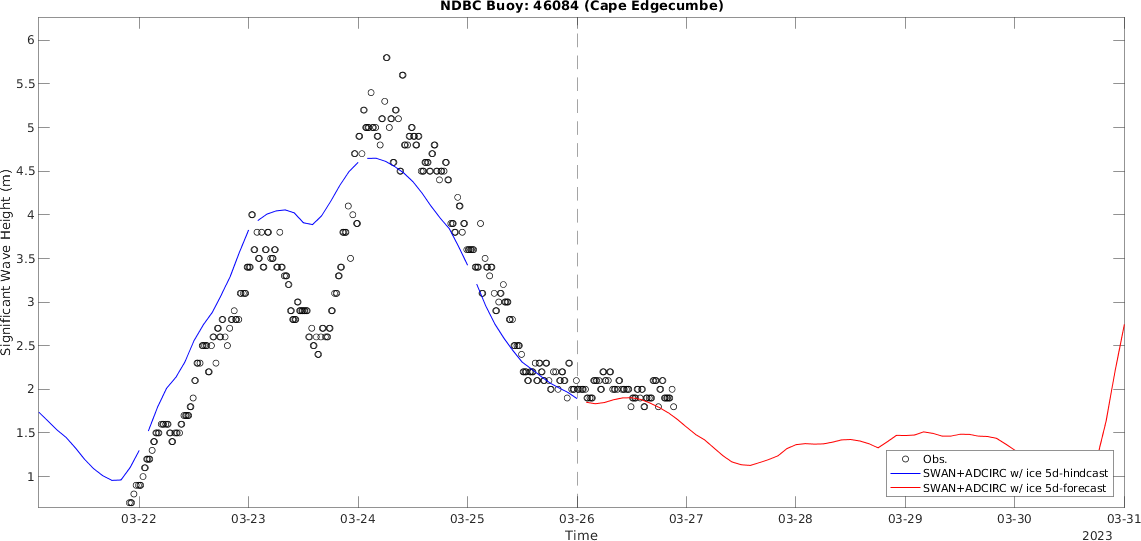 NDBC Buoy: 46084 (Cape Edgecumbe)
Significant Wave Height (m)
6
5.5
5
4.5
4
3.5
3
2.5
2
1.5
1
Obs.
SWAN+ADCIRC w/ ice 5d-hindcast
SWAN+ADCIRC w/ ice 5d-forecast
03-22 03-23 03-24 03-25 03-26 03-27 03-28 03-29 03-30 03-31
Time
2023